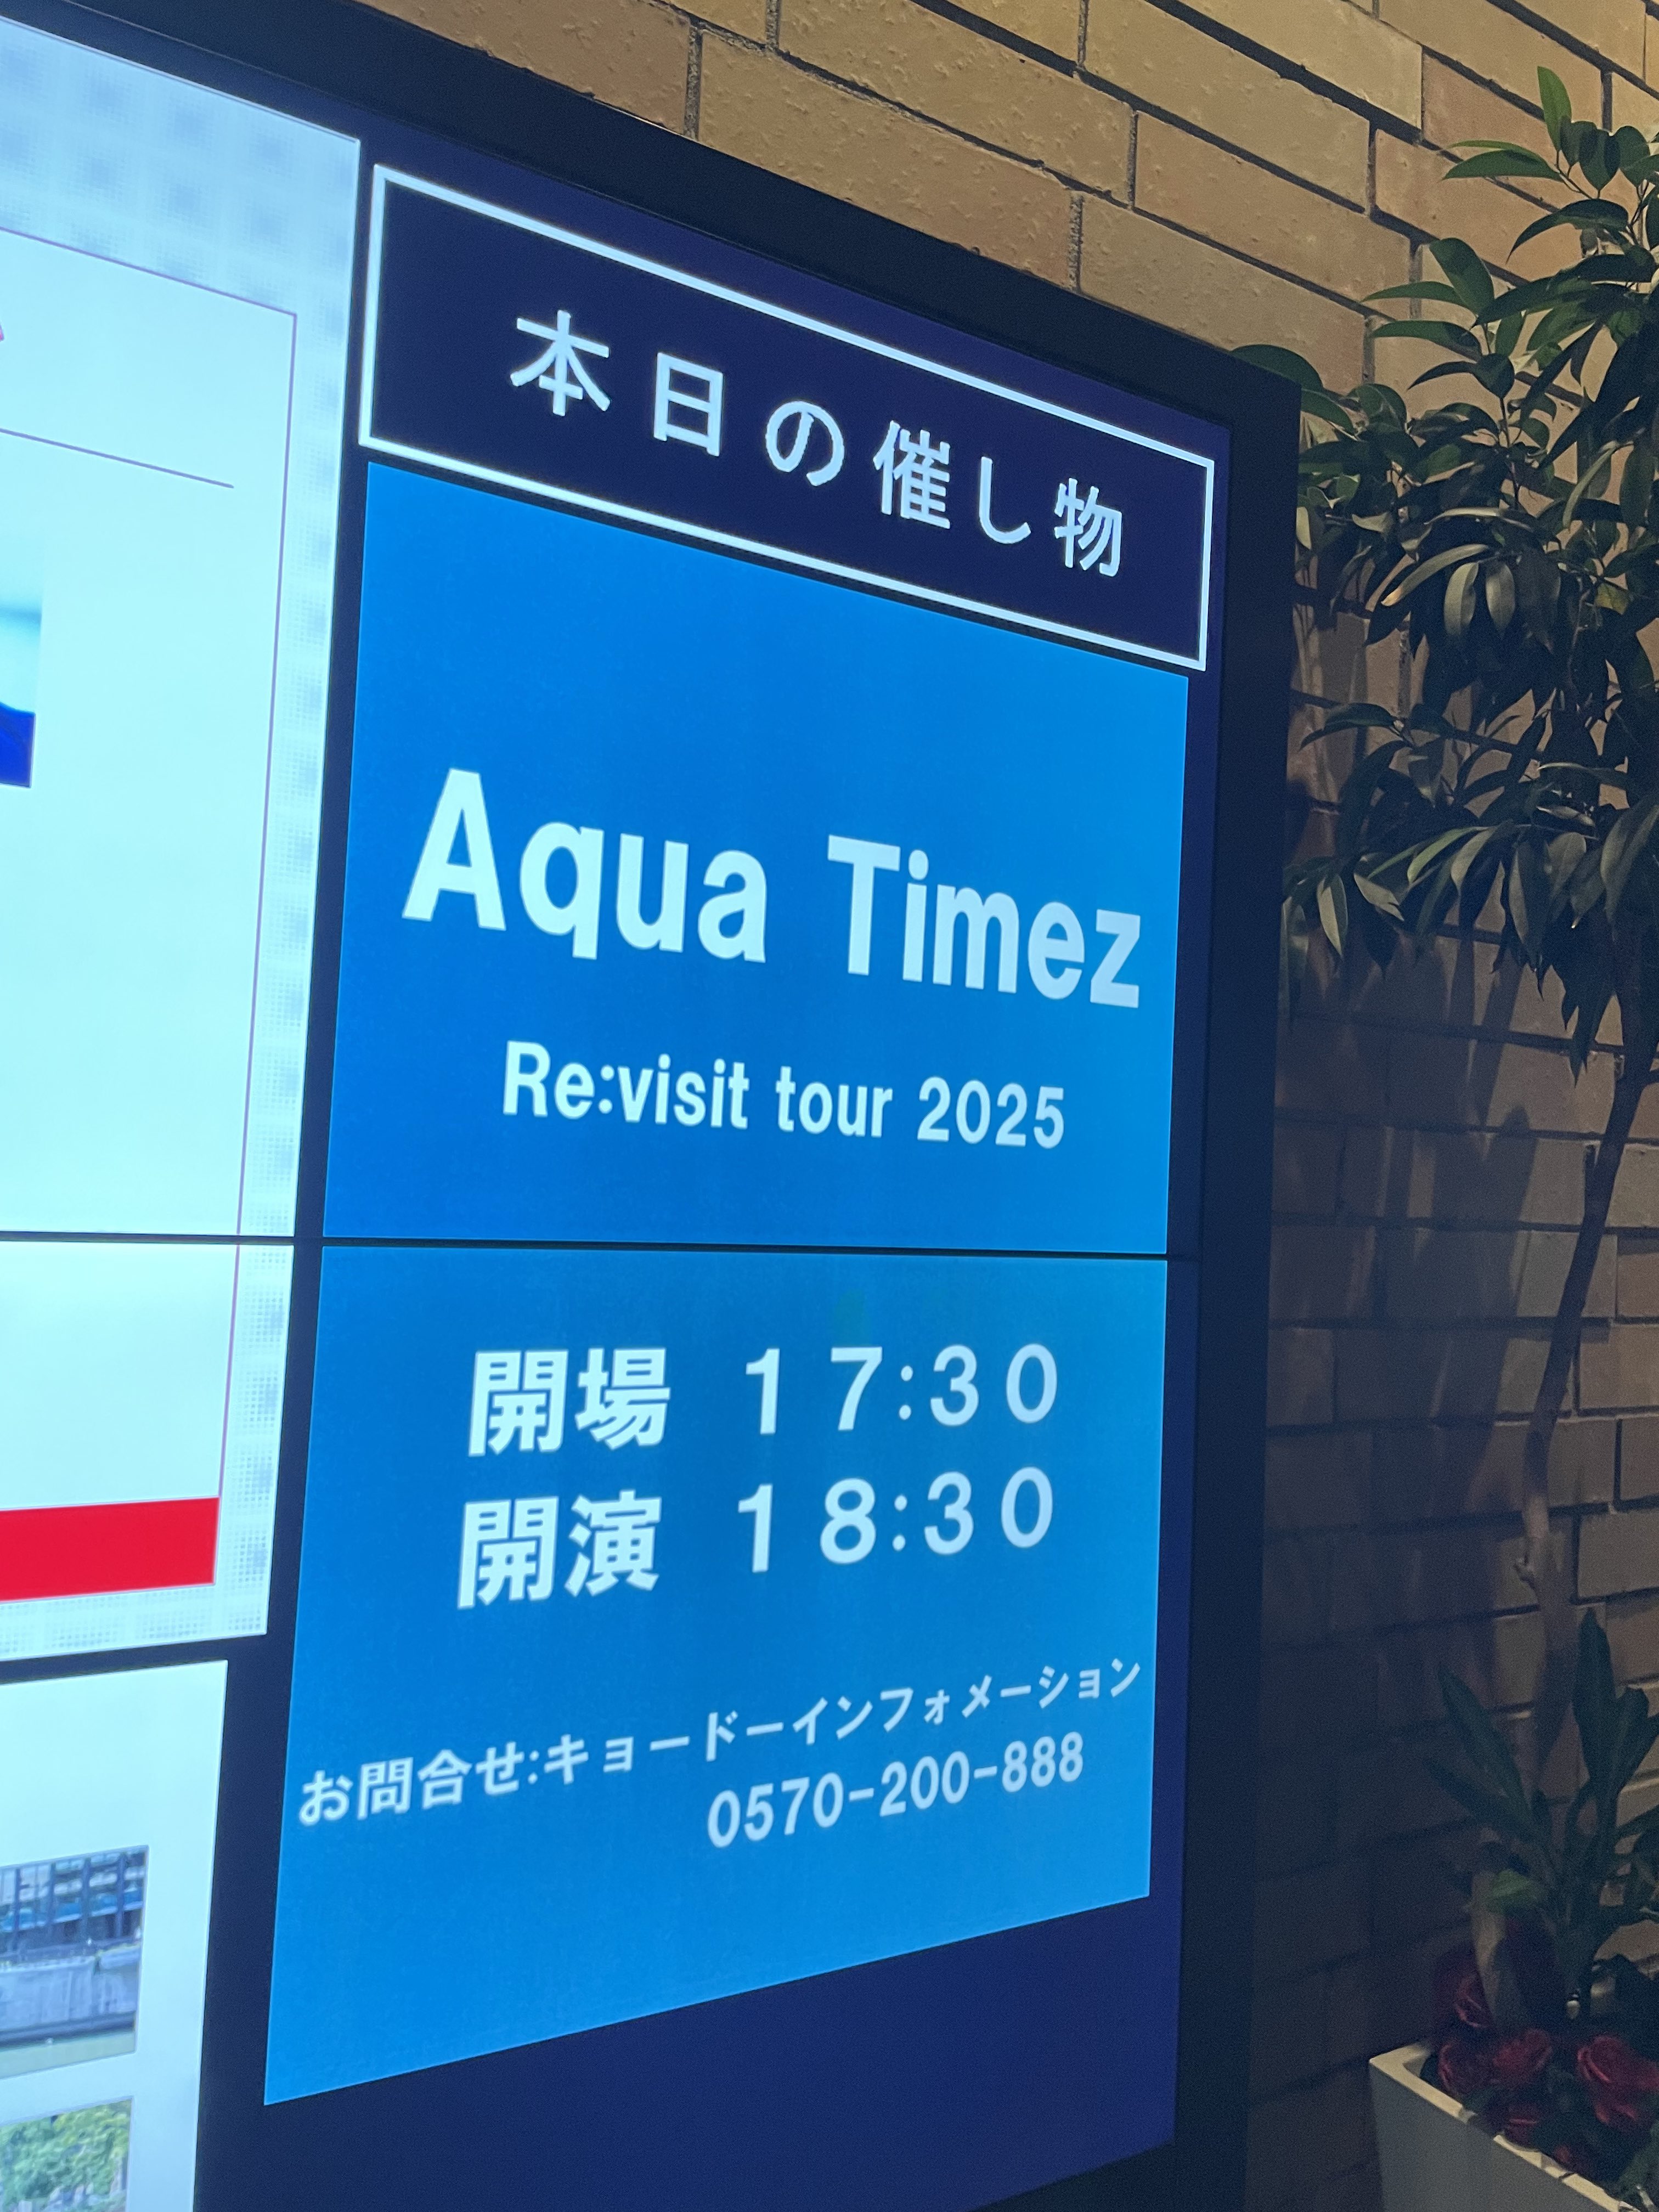 本日の催し物
Aqua Timez
Re:visit tour 2025
開場 17:30
開演 18:30
お問合せ:キョードーインフォメーション
0570-200-888